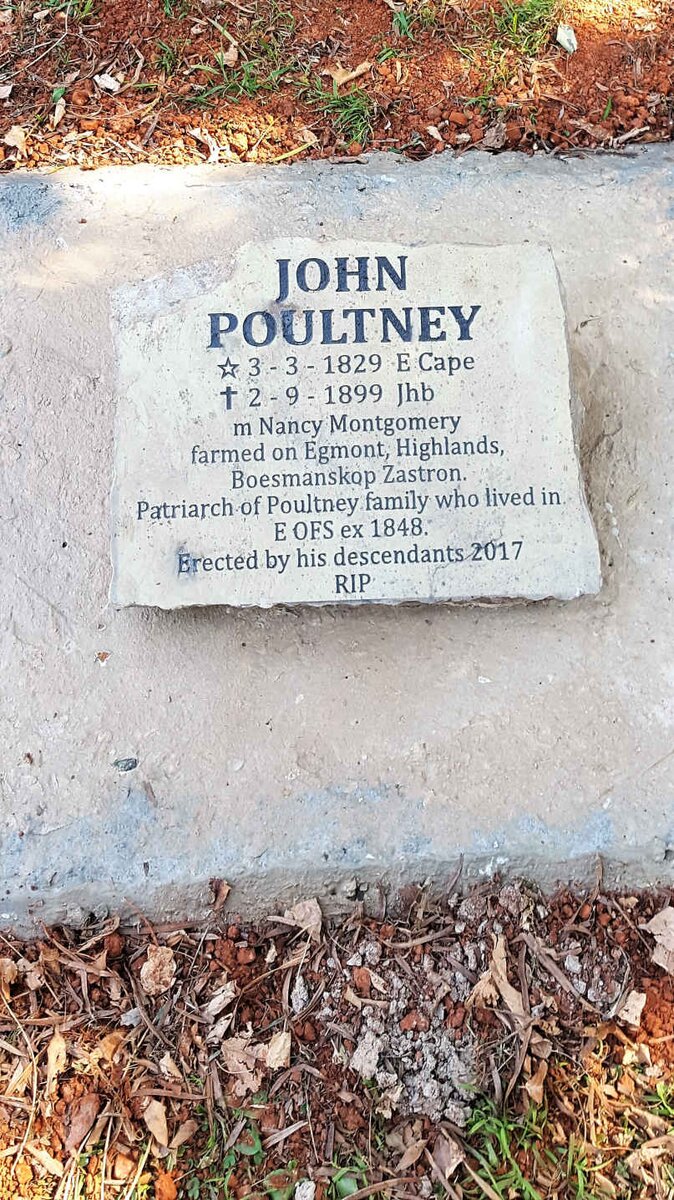 JOHN
POULTNEY
☆ 3 - 3 - 1829 E Cape
✝ 2 - 9 - 1899 Jhb
m Nancy Montgomery
farmed on Egmont, Highlands,
Boesmanskop Zastron.
Patriarch of Poultney family who lived in
E OFS ex 1848.
Erected by his descendants 2017
RIP